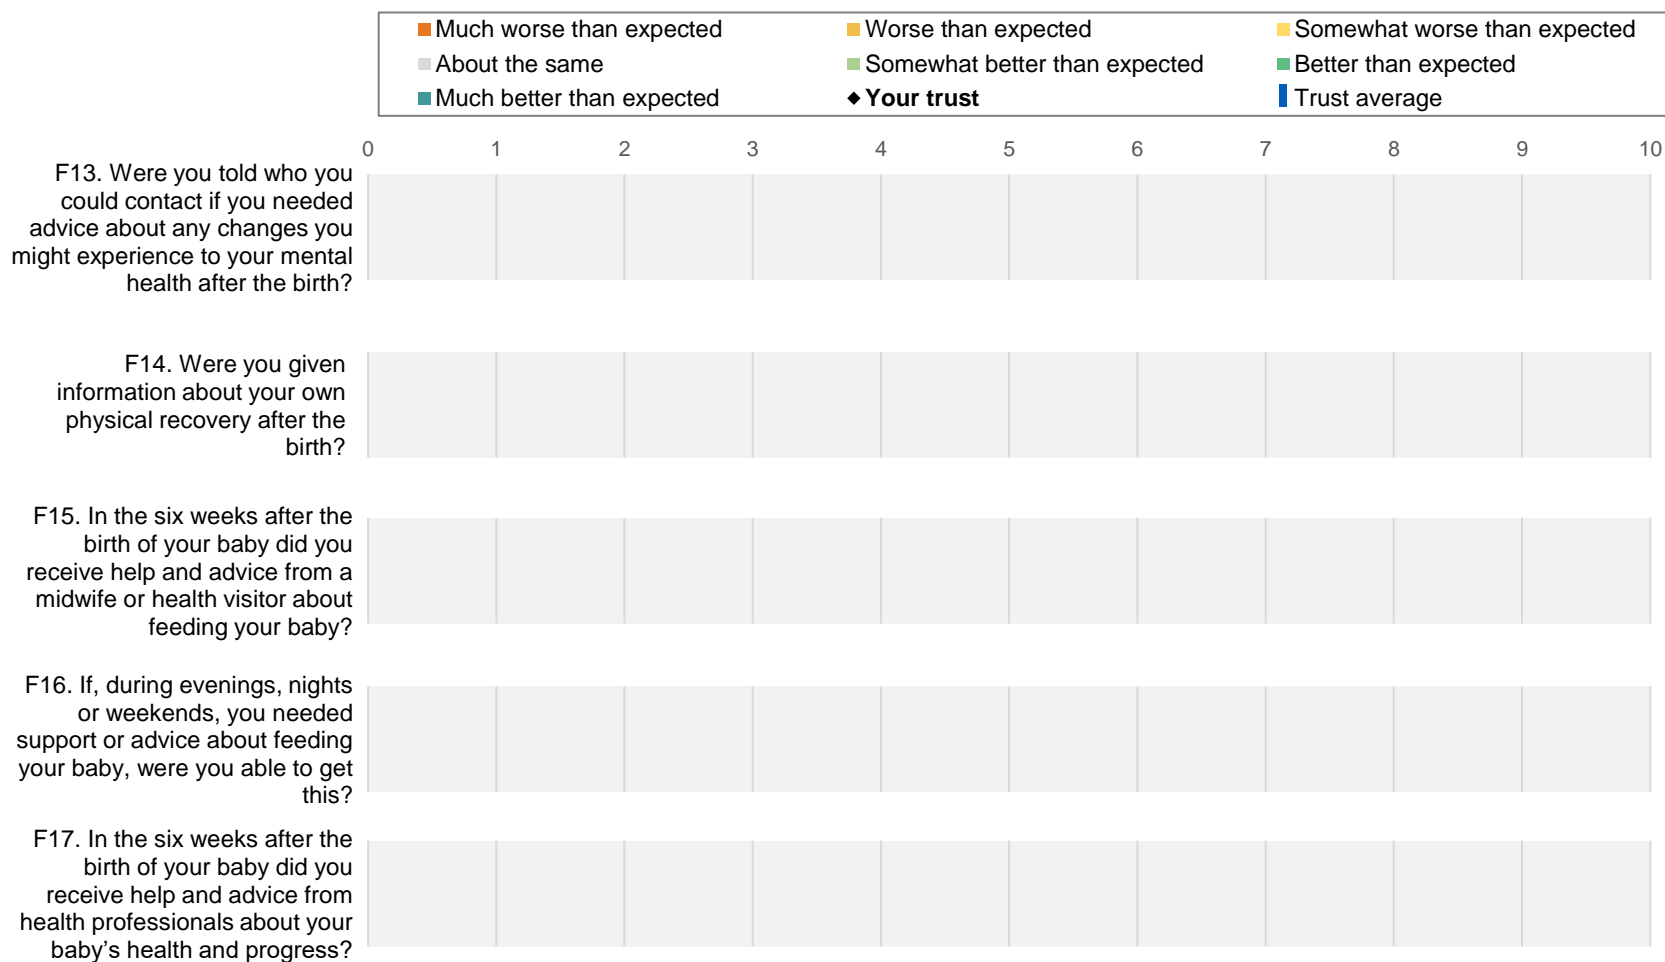 Much worse than expected Worse than expected Somewhat worse than expected
About the same Somewhat better than expected Better than expected
Much better than expected Your trust Trust average
0 1 2 3 4 5 6 7 8 9 10
F13. Were you told who you
could contact if you needed
advice about any changes you
might experience to your mental
health after the birth?
F14. Were you given
information about your own
physical recovery after the
birth?
F15. In the six weeks after the
birth of your baby did you
receive help and advice from a
midwife or health visitor about
feeding your baby?
F16. If, during evenings, nights
or weekends, you needed
support or advice about feeding
your baby, were you able to get
this?
F17. In the six weeks after the
birth of your baby did you
receive help and advice from
health professionals about your
baby’s health and progress?